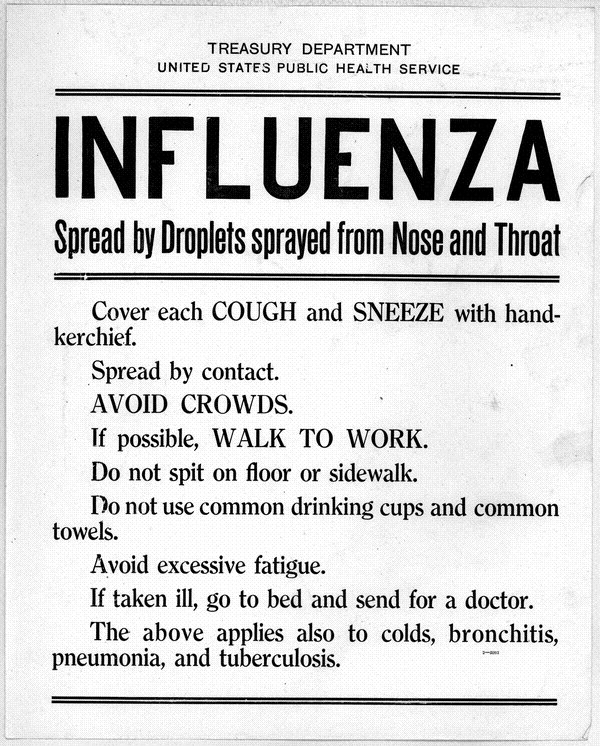 TREASURY DEPARTMENT
UNITED STATES PUBLIC HEALTH SERVICE
INFLUENZA
Spread by Droplets sprayed from Nose and Throat
Cover each COUGH and SNEEZE with hand-
kerchief.
Spread by contact.
AVOID CROWDS.
If possible, WALK TO WORK.
Do not spit on floor or sidewalk.
Do not use common drinking cups and common
towels.
Avoid excessive fatigue.
If taken ill, go to bed and send for a doctor.
The above applies also to colds, bronchitis,
pneumonia, and tuberculosis.